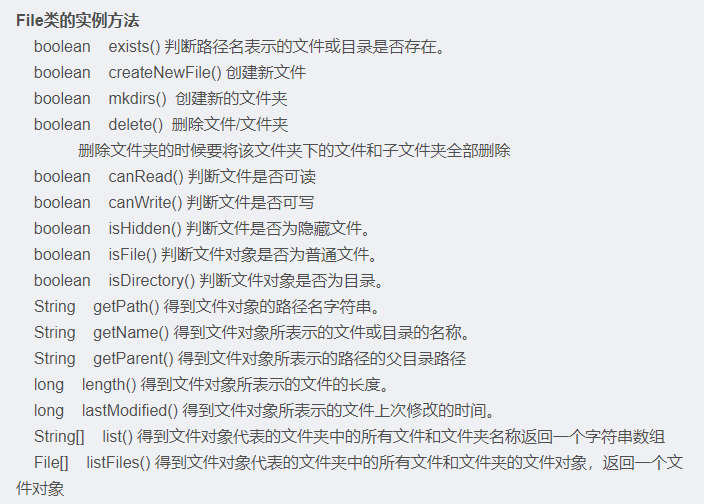 File类的实例方法
boolean exists() 判断路径名表示的文件或目录是否存在。
boolean createNewFile() 创建新文件
boolean mkdirs() 创建新的文件夹
boolean delete() 删除文件/文件夹
删除文件夹的时候要将该文件夹下的文件和子文件夹全部删除
boolean canRead() 判断文件是否可读
boolean canWrite() 判断文件是否可写
boolean isHidden() 判断文件是否为隐藏文件。
boolean isFile() 判断文件对象是否为普通文件。
boolean isDirectory() 判断文件对象是否为目录。
String getPath() 得到文件对象的路径名字符串。
String getName() 得到文件对象所表示的文件或目录的名称。
String getParent() 得到文件对象所表示的路径的父目录路径
long length() 得到文件对象所表示的文件的长度。
long lastModified() 得到文件对象所表示的文件上次修改的时间。
String[] list() 得到文件对象代表的文件夹中的所有文件和文件夹名称返回一个字符串数组
File[] listFiles() 得到文件对象代表的文件夹中的所有文件和文件夹的文件对象，返回一个文
件对象